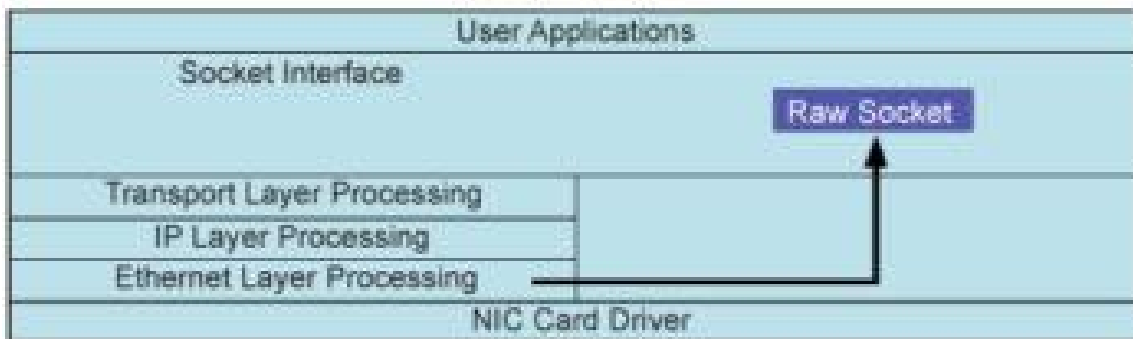 User Applications
Socket Interface
Raw Socket
Transport Layer Processing
IP Layer Processing
Ethernet Layer Processing
NIC Card Driver